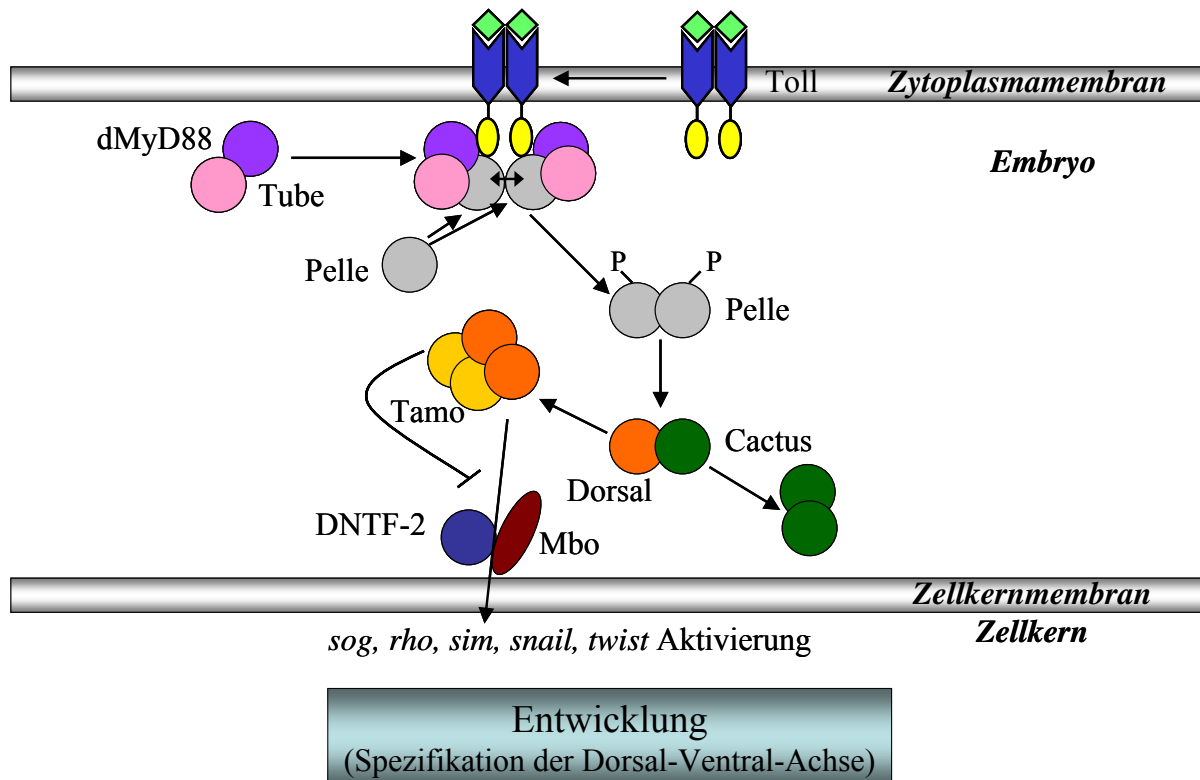 Toll
Zytoplasmamembran
dMyD88
Tube
Embryo
Pelle
P
P
Pelle
Tamo
Cactus
Dorsal
DNTF-2
Mbo
Zellkernmembran
Zellkern
sog, rho, sim, snail, twist Aktivierung
Entwicklung
(Spezifikation der Dorsal-Ventral-Achse)